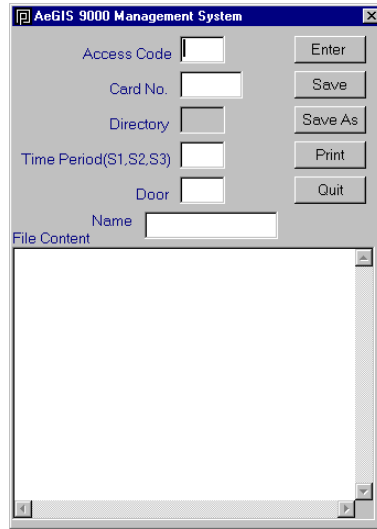 AeGIS 9000 Management System
Access Code Enter
Card No. Save
Directory Save As
Time Period(S1,S2,S3) Print
Door Quit
Name
File Content